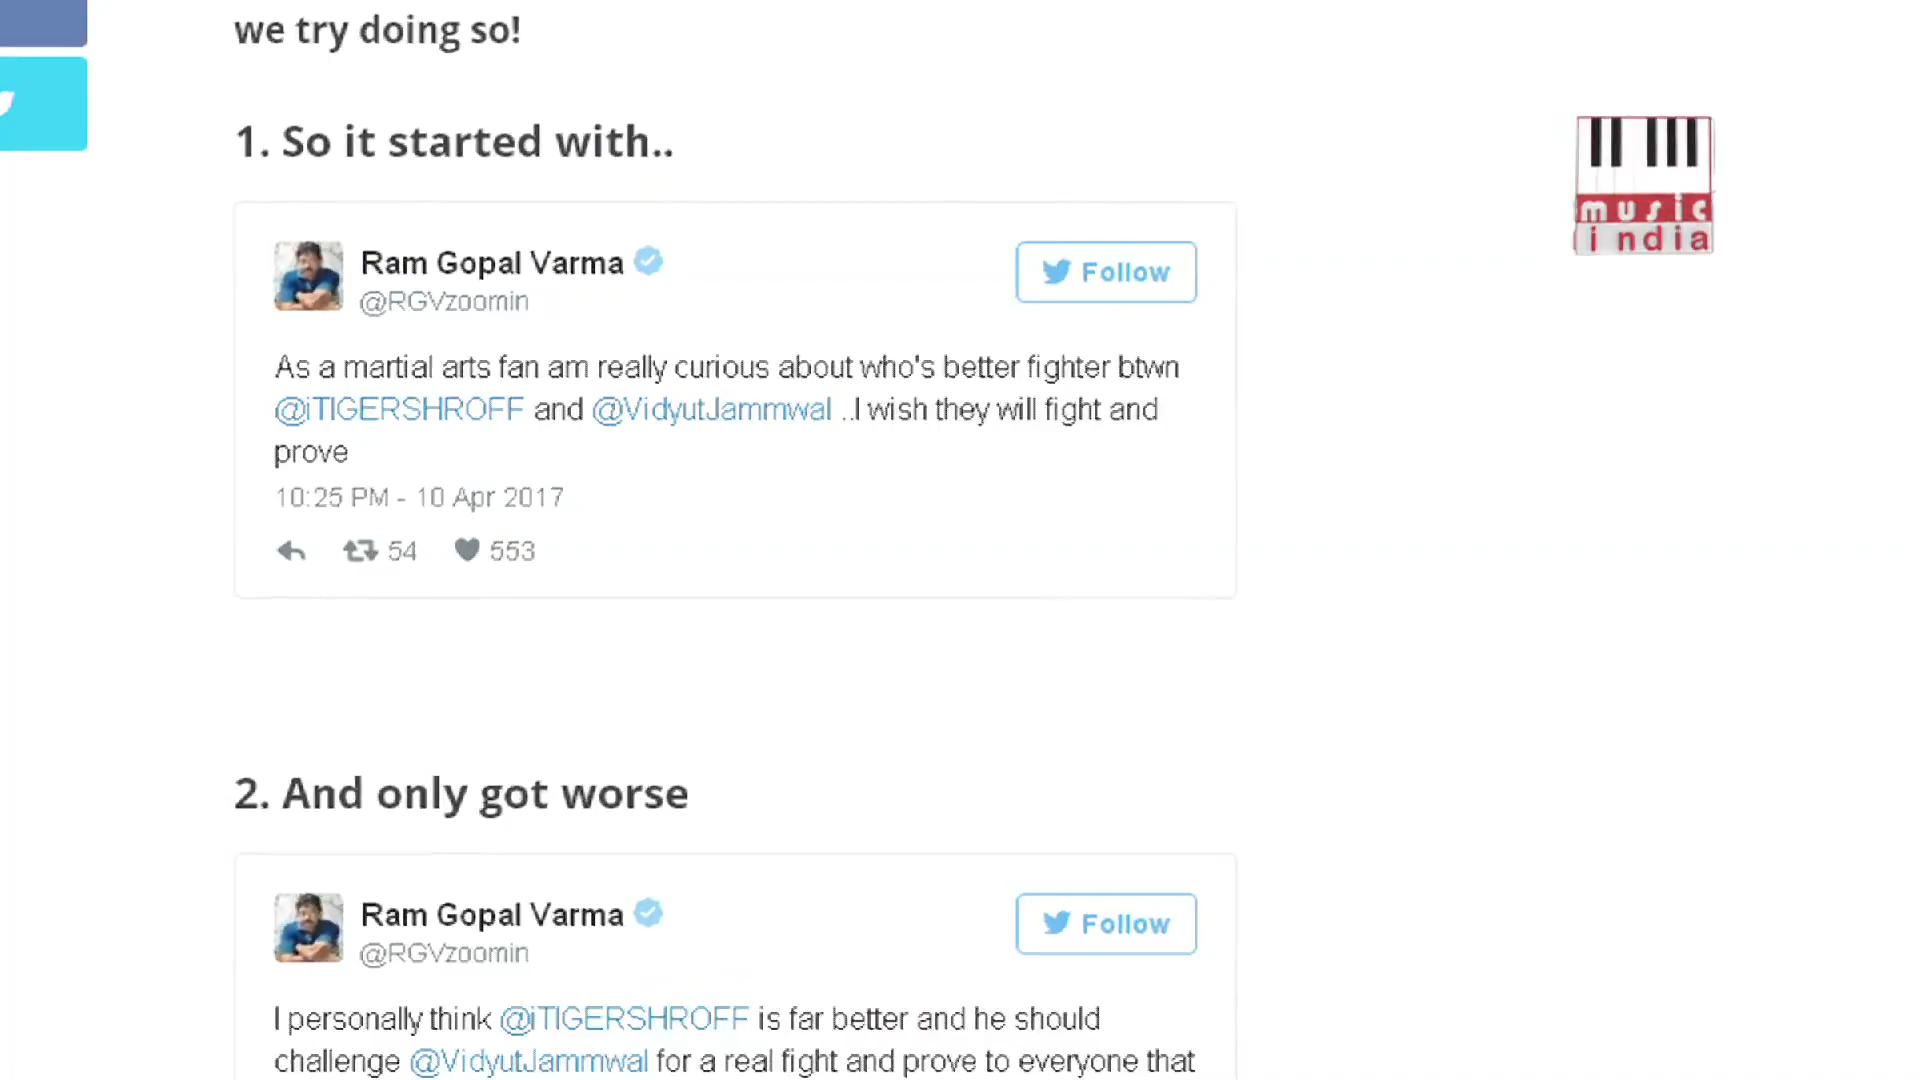 we try doing so!
1. So it started with..
music
india
Ram Gopal Varma
@RGVzoomin
Follow
As a martial arts fan am really curious about who's better fighter btwn
@iTIGERSHROFF and @VidyutJammwal ..I wish they will fight and
prove
10:25 PM - 10 Apr 2017
54 553
2. And only got worse
Ram Gopal Varma
@RGVzoomin
Follow
I personally think @iTIGERSHROFF is far better and he should
challenge @VidyutJammwal for a real fight and prove to everyone that